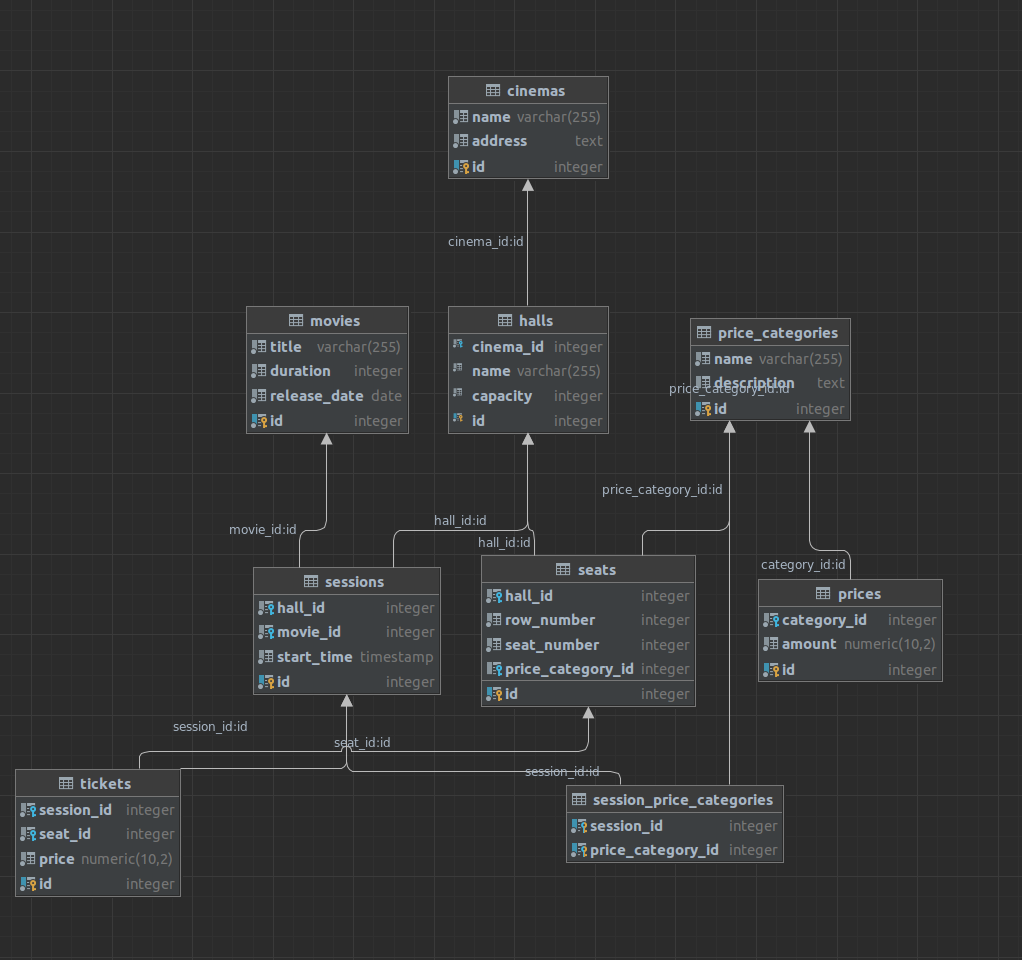 cinemas
name varchar(255)
address text
id integer
cinema_id:id
movies
title varchar(255)
duration integer
release_date date
id integer
halls
cinema_id integer
name varchar(255)
capacity integer
id integer
price_categories
name varchar(255)
description text
price_category_id:id
id integer
price_category_id:id
movie_id:id
hall_id:id
hall_id:id
category_id:id
sessions
hall_id integer
movie_id integer
start_time timestamp
id integer
seats
hall_id integer
row_number integer
seat_number integer
price_category_id integer
id integer
prices
category_id integer
amount numeric(10,2)
id integer
session_id:id
seat_id:id
session_id:id
tickets
session_id integer
seat_id integer
price numeric(10,2)
id integer
session_price_categories
session_id integer
price_category_id integer